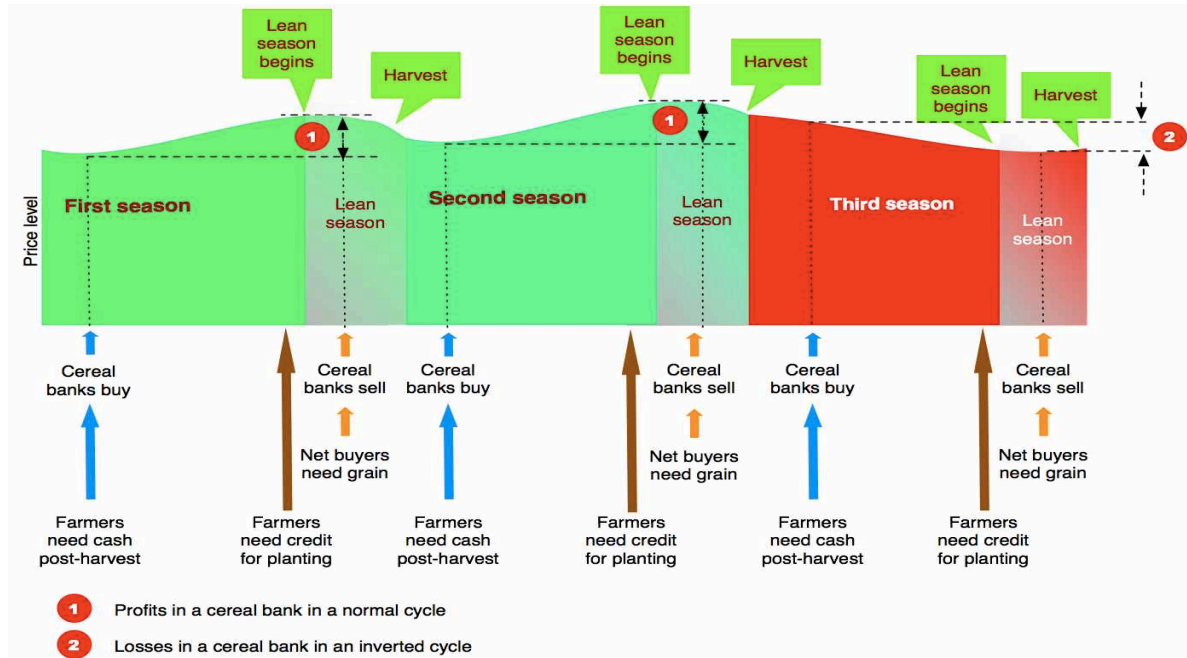 Lean
season
begins
Harvest
Lean
season
begins
Harvest
Lean
season
begins
Harvest
1
1
2
Price level
First season
Lean
season
Second season
Lean
season
Third season
Lean
season
Cereal
banks buy
Cereal
banks sell
Cereal
banks buy
Cereal
banks sell
Cereal
banks buy
Cereal
banks sell
Net buyers
need grain
Net buyers
need grain
Net buyers
need grain
Farmers
need cash
post-harvest
Farmers
need credit
for planting
Farmers
need cash
post-harvest
Farmers
need credit
for planting
Farmers
need cash
post-harvest
Farmers
need credit
for planting
1 Profits in a cereal bank in a normal cycle
2 Losses in a cereal bank in an inverted cycle